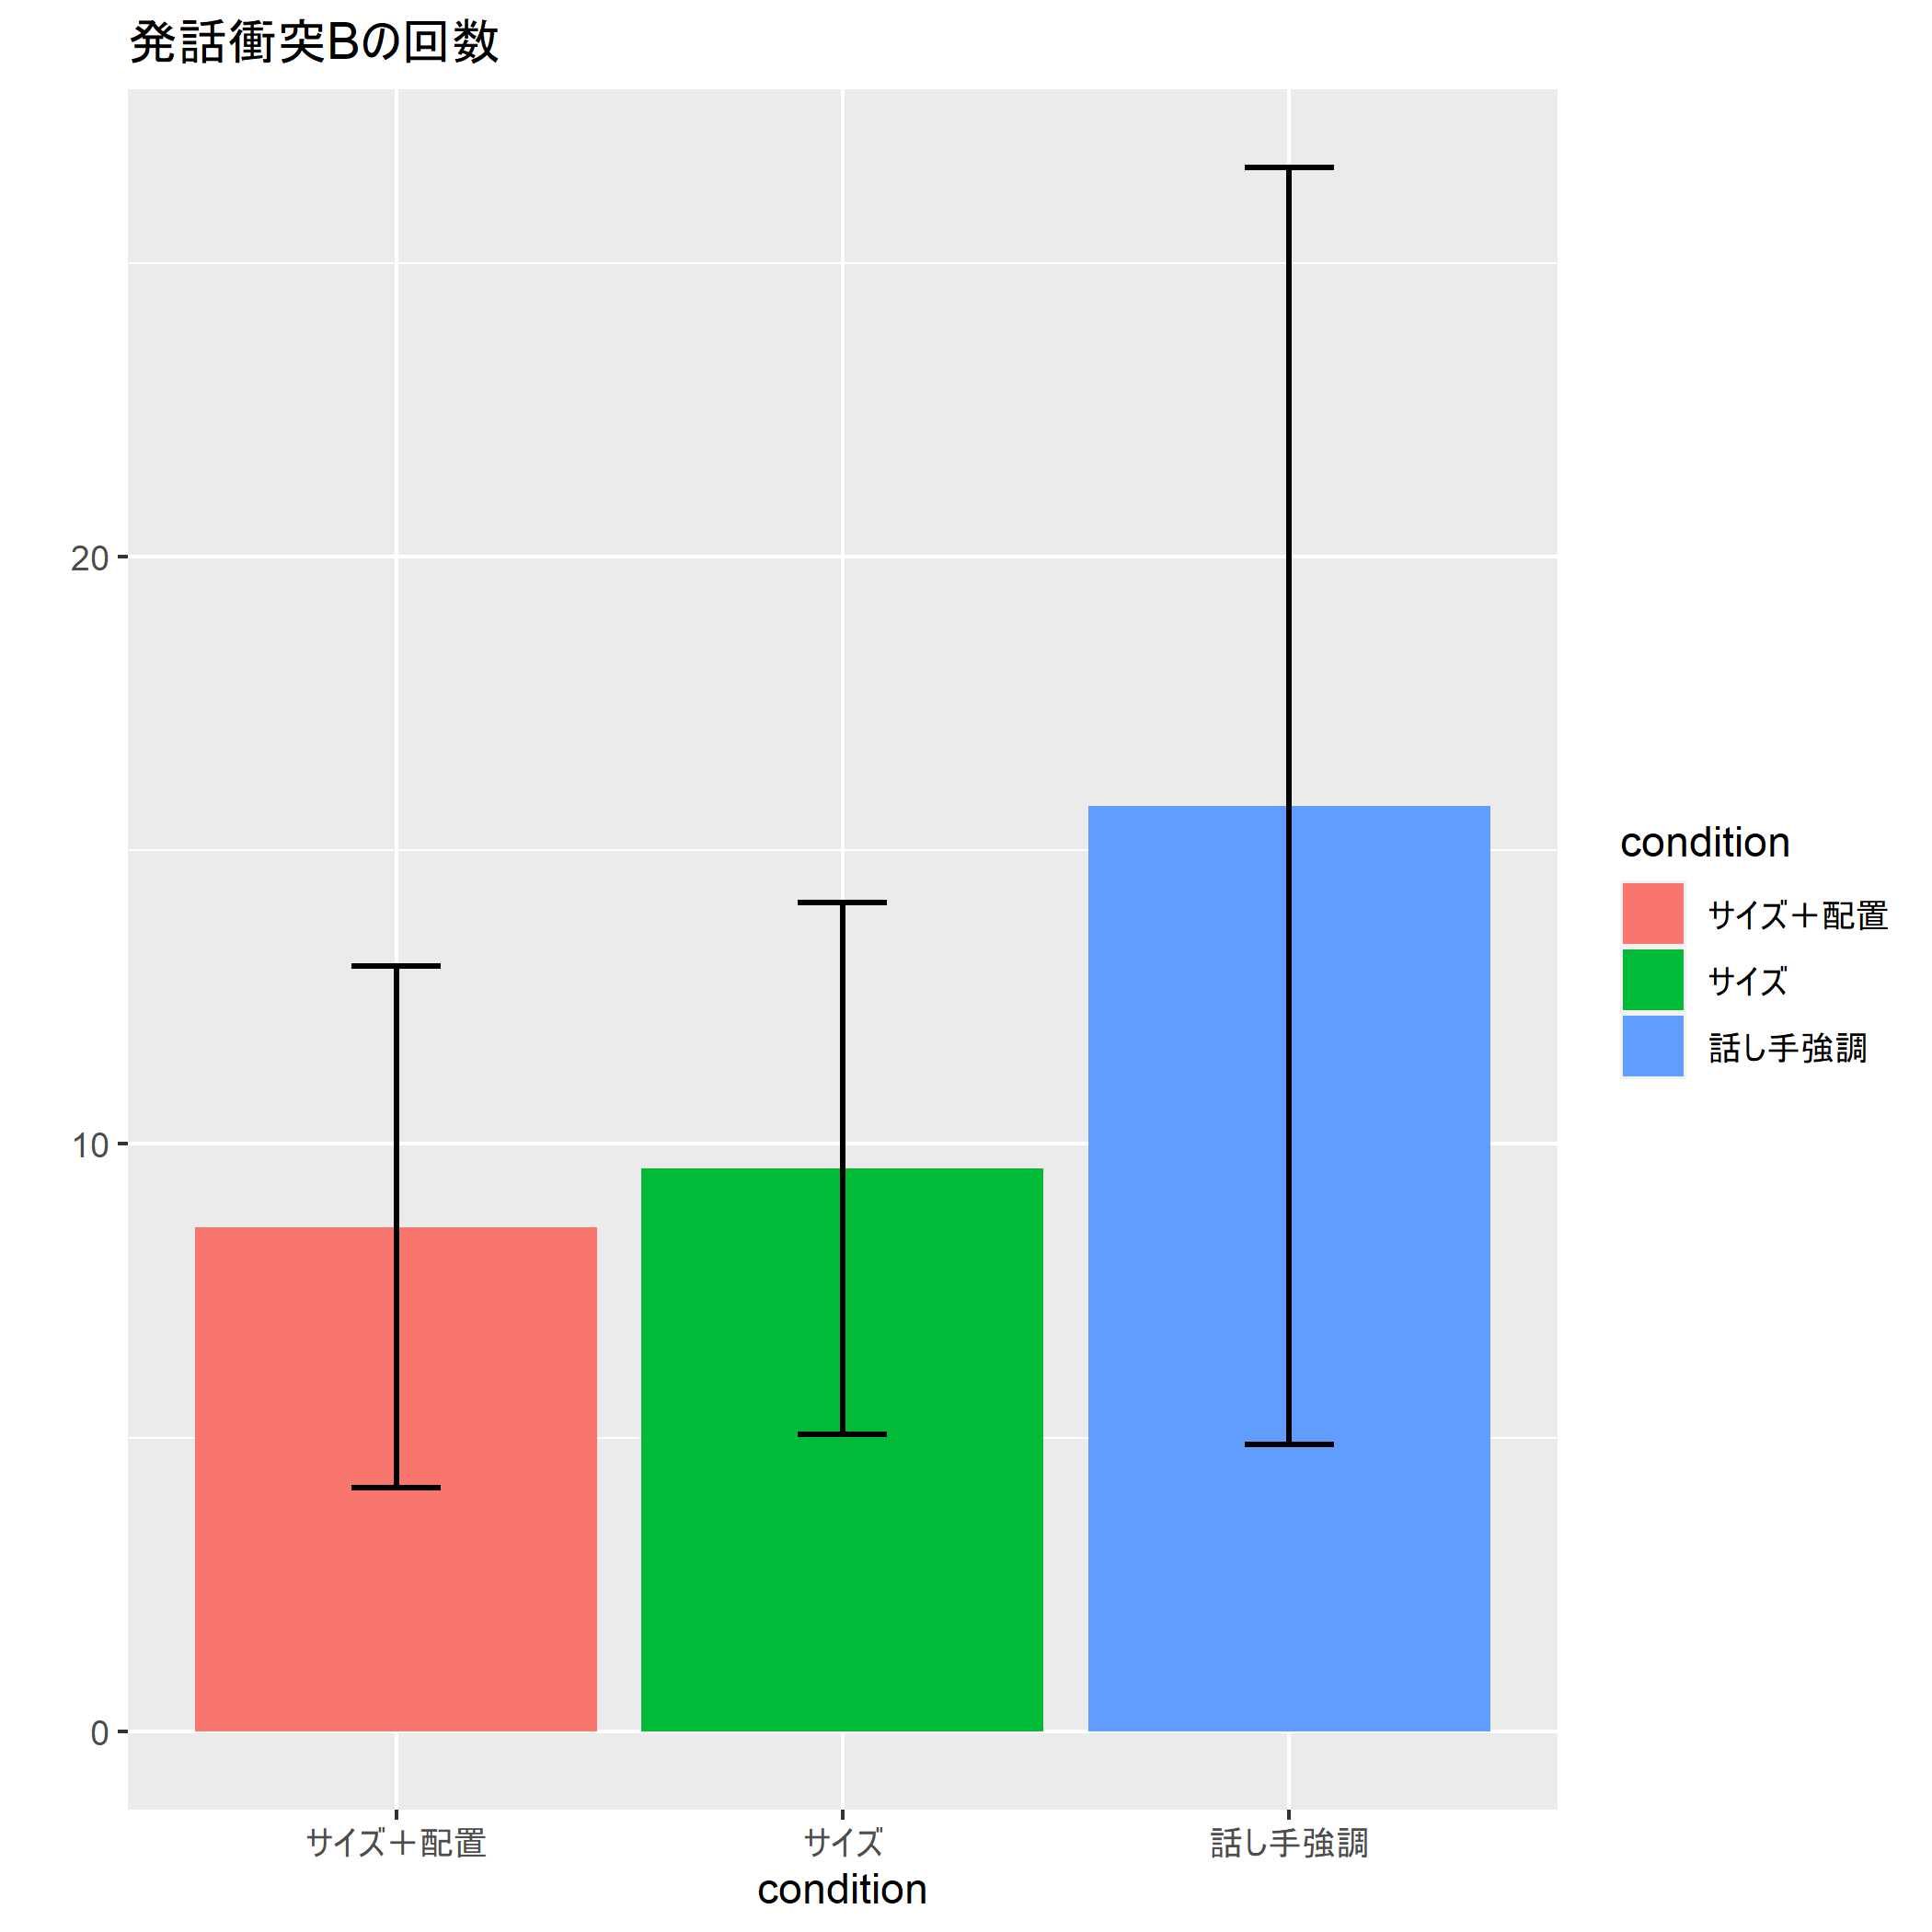 発話衝突Bの回数
20
10
0
サイズ＋配置
サイズ
話し手強調
condition
condition
サイズ＋配置
サイズ
話し手強調